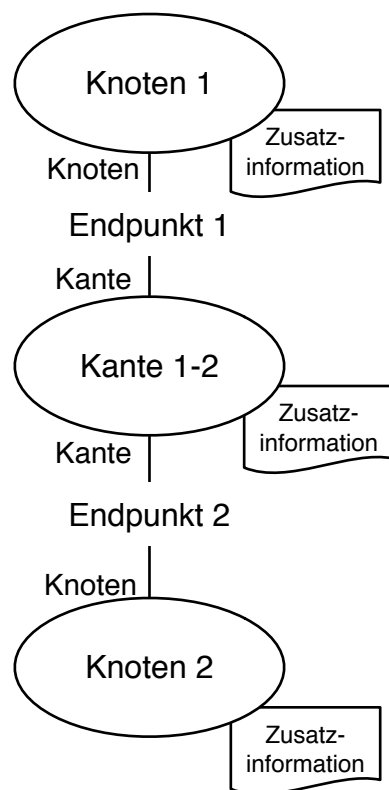 Knoten 1
Zusatz-
information
Knoten
Endpunkt 1
Kante
Kante 1-2
Zusatz-
information
Kante
Endpunkt 2
Knoten
Knoten 2
Zusatz-
information